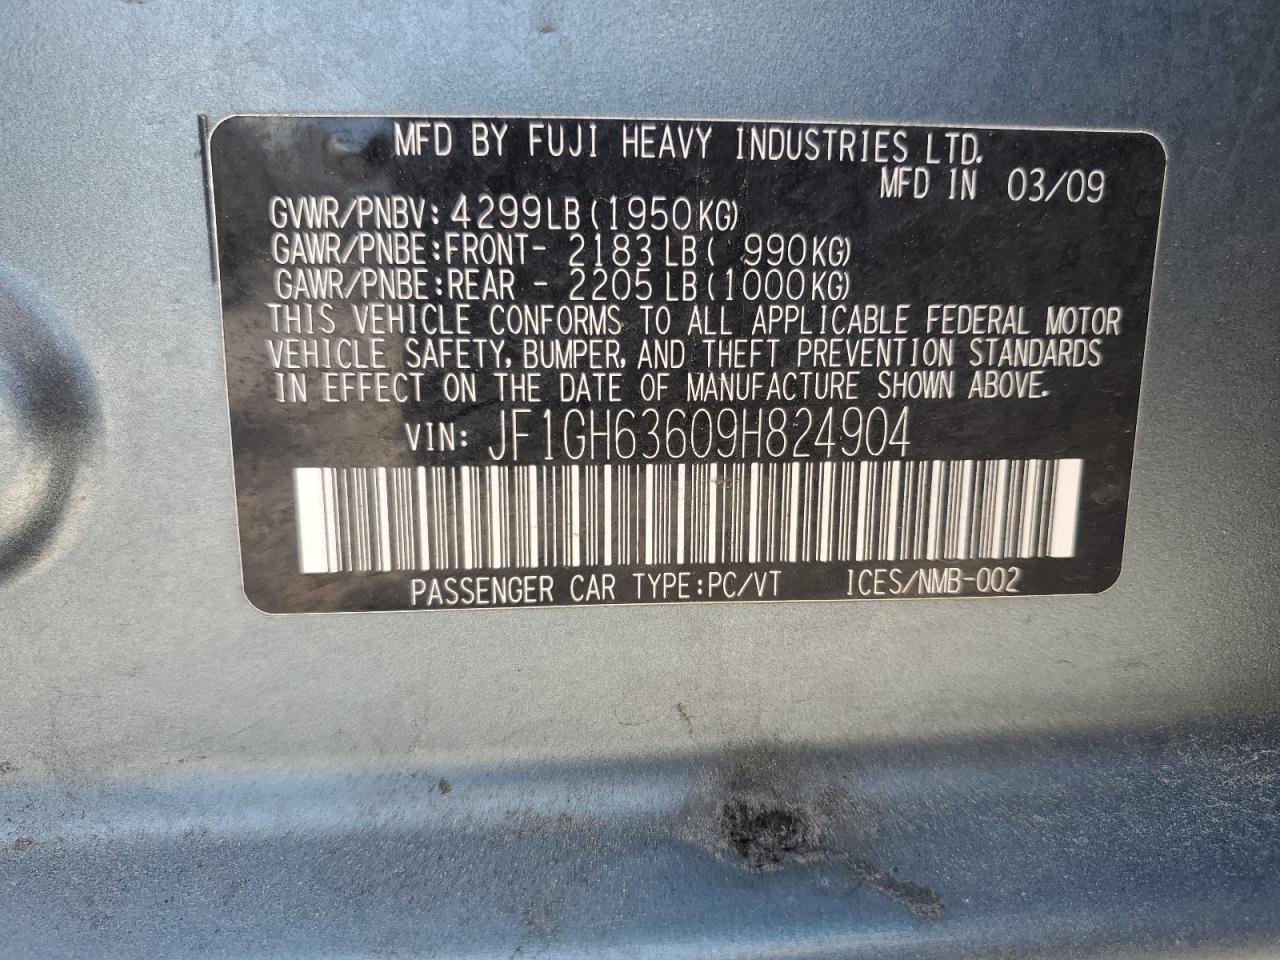 MFD BY FUJI HEAVY INDUSTRIES LTD.
MFD IN 03/09
GVWR/PNBV: 4299LB (1950KG)
GAWR/PNBE:FRONT- 2183LB ( 990KG)
GAWR/PNBE:REAR - 2205LB (1000KG)
THIS VEHICLE CONFORMS TO ALL APPLICABLE FEDERAL MOTOR
VEHICLE SAFETY, BUMPER, AND THEFT PREVENTION STANDARDS
IN EFFECT ON THE DATE OF MANUFACTURE SHOWN ABOVE.
VIN: JF1GH63609H824904
PASSENGER CAR TYPE:PC/VT ICES/NMB-002